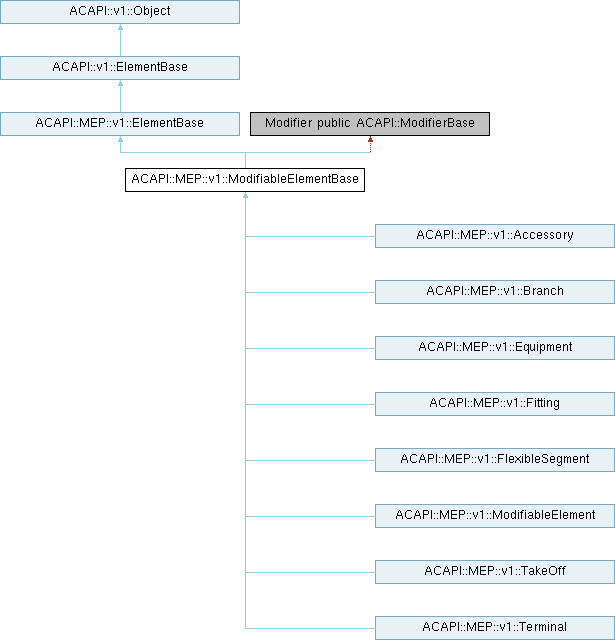 ACAPI::v1::Object
ACAPI::v1::ElementBase
ACAPI::MEP::v1::ElementBase
Modifier public ACAPI::ModifierBase
ACAPI::MEP::v1::ModifiableElementBase
ACAPI::MEP::v1::Accessory
ACAPI::MEP::v1::Branch
ACAPI::MEP::v1::Equipment
ACAPI::MEP::v1::Fitting
ACAPI::MEP::v1::FlexibleSegment
ACAPI::MEP::v1::ModifiableElement
ACAPI::MEP::v1::TakeOff
ACAPI::MEP::v1::Terminal